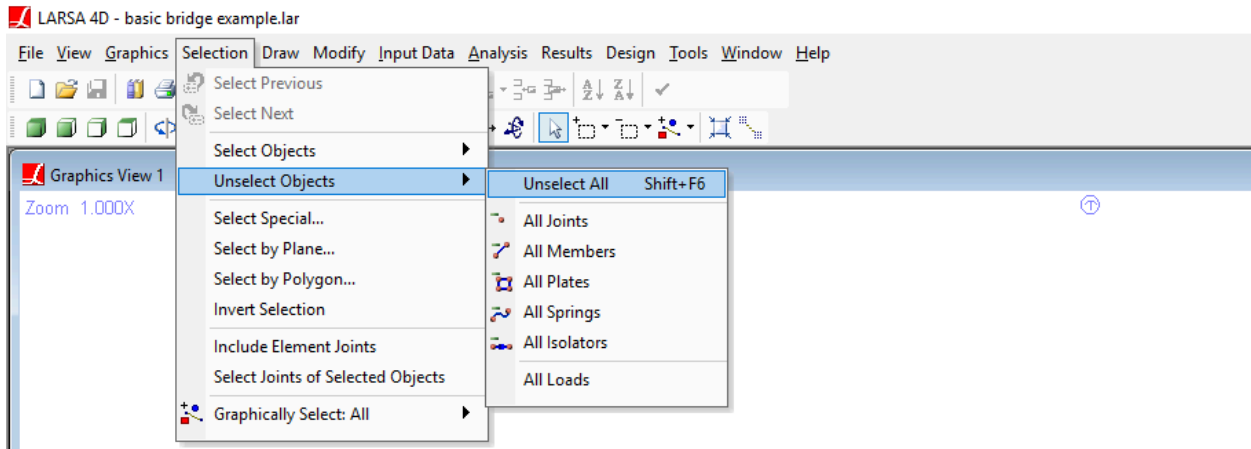 LARSA 4D - basic bridge example.lar
File View Graphics Selection Draw Modify Input Data Analysis Results Design Tools Window Help
Select Previous
Select Next
Select Objects
Graphics View 1
Unselect Objects
Unselect All Shift+F6
Zoom 1.000X
T
Select Special...
All Joints
Select by Plane...
All Members
Select by Polygon...
All Plates
Invert Selection
All Springs
Include Element Joints
All Isolators
Select Joints of Selected Objects
All Loads
Graphically Select: All